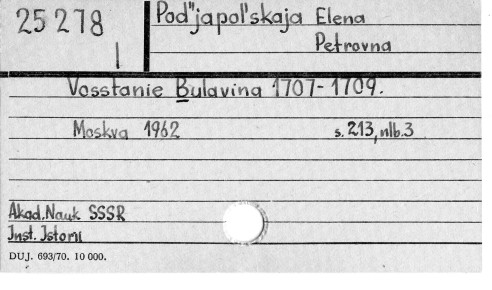 25 278
Pod"japol'skaja Elena
Petrovna
I
Vosstanie Bulavina 1707-1709.
Moskva 1962 s. 213, nlb. 3
Akad. Nauk SSSR
Inst. Istorii
DUJ. 693/70. 10 000.